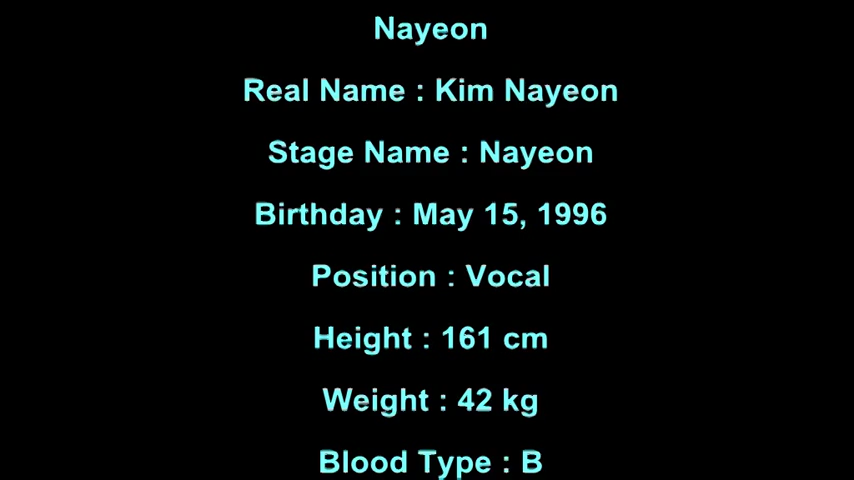 Nayeon
Real Name : Kim Nayeon
Stage Name : Nayeon
Birthday : May 15, 1996
Position : Vocal
Height : 161 cm
Weight : 42 kg
Blood Type : B